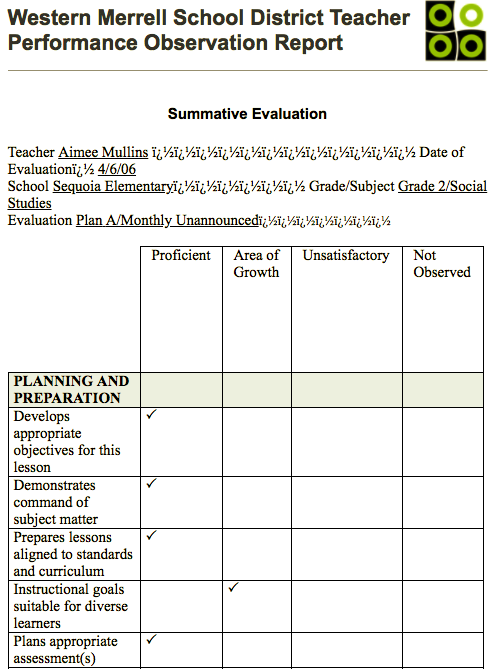 Western Merrell School District Teacher
Performance Observation Report
Summative Evaluation
Teacher Aimee Mullins ï¿½ï¿½ï¿½ï¿½ï¿½ï¿½ï¿½ï¿½ï¿½ï¿½ï¿½ï¿½ Date of
Evaluationï¿½ 4/6/06
School Sequoia Elementaryï¿½ï¿½ï¿½ï¿½ï¿½ï¿½ Grade/Subject Grade 2/Social
Studies
Evaluation Plan A/Monthly Unannouncedï¿½ï¿½ï¿½ï¿½ï¿½ï¿½
Proficient Area of Growth Unsatisfactory Not Observed
PLANNING AND
PREPARATION
Develops ✓
appropriate
objectives for this
lesson
Demonstrates ✓
command of
subject matter
Prepares lessons ✓
aligned to standards
and curriculum
Instructional goals ✓
suitable for diverse
learners
Plans appropriate ✓
assessment(s)